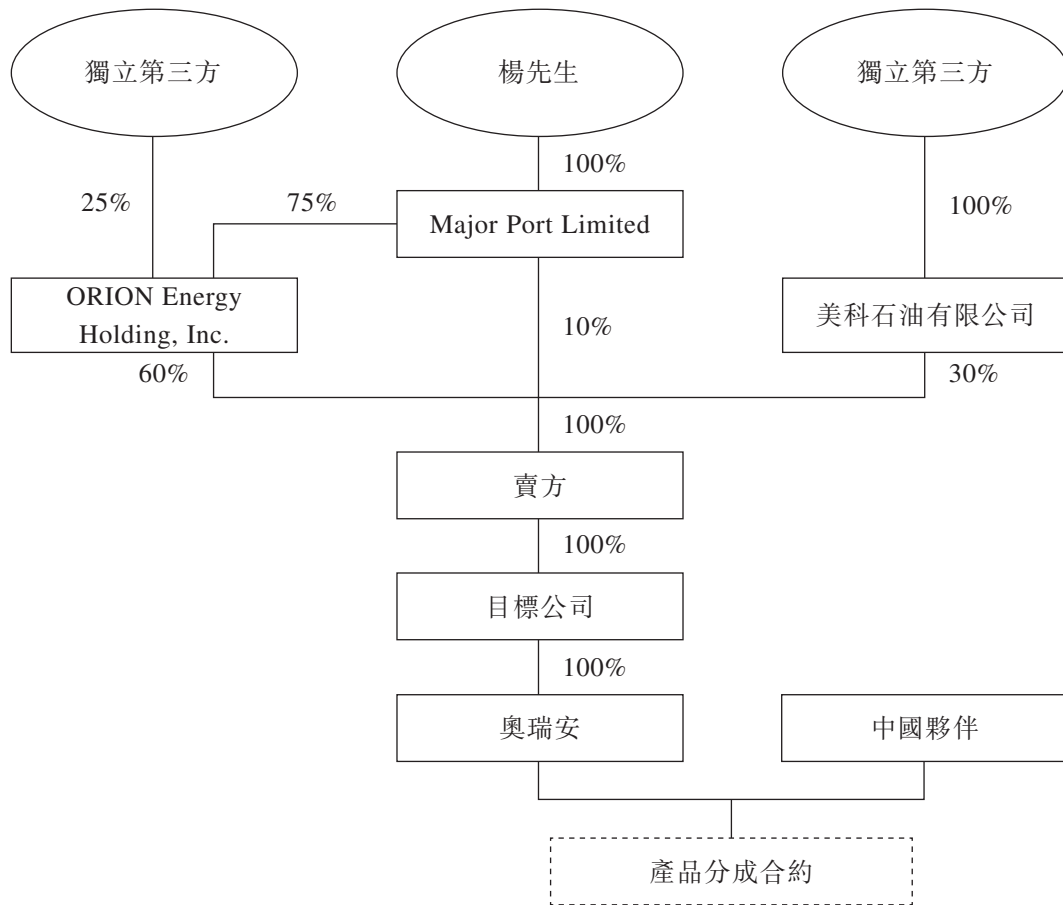 獨立第三方
楊先生
獨立第三方
100%
25%
75%
100%
Major Port Limited
ORION Energy
Holding, Inc.
10%
美科石油有限公司
60%
30%
100%
賣方
100%
目標公司
100%
奧瑞安
中國夥伴
產品分成合約